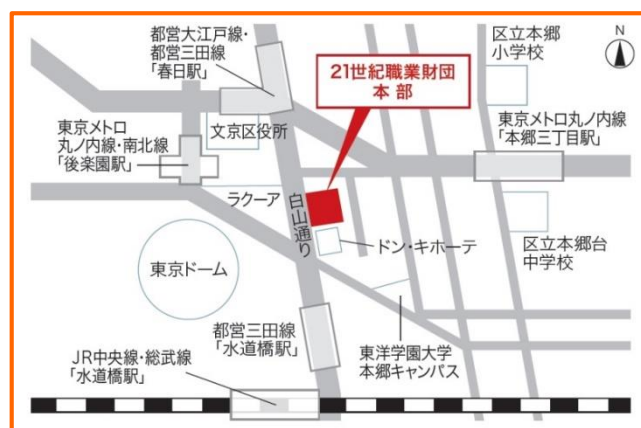 都営大江戸線・
都営三田線
「春日駅」
21世紀職業財団
本 部
区立本郷
小学校
N
東京メトロ
丸ノ内線・南北線
「後楽園駅」
文京区役所
東京メトロ丸ノ内線
「本郷三丁目駅」
ラクーア
白山通り
ドン・キホーテ
区立本郷台
中学校
東京ドーム
都営三田線
「水道橋駅」
東洋学園大学
本郷キャンパス
JR中央線・総武線
「水道橋駅」